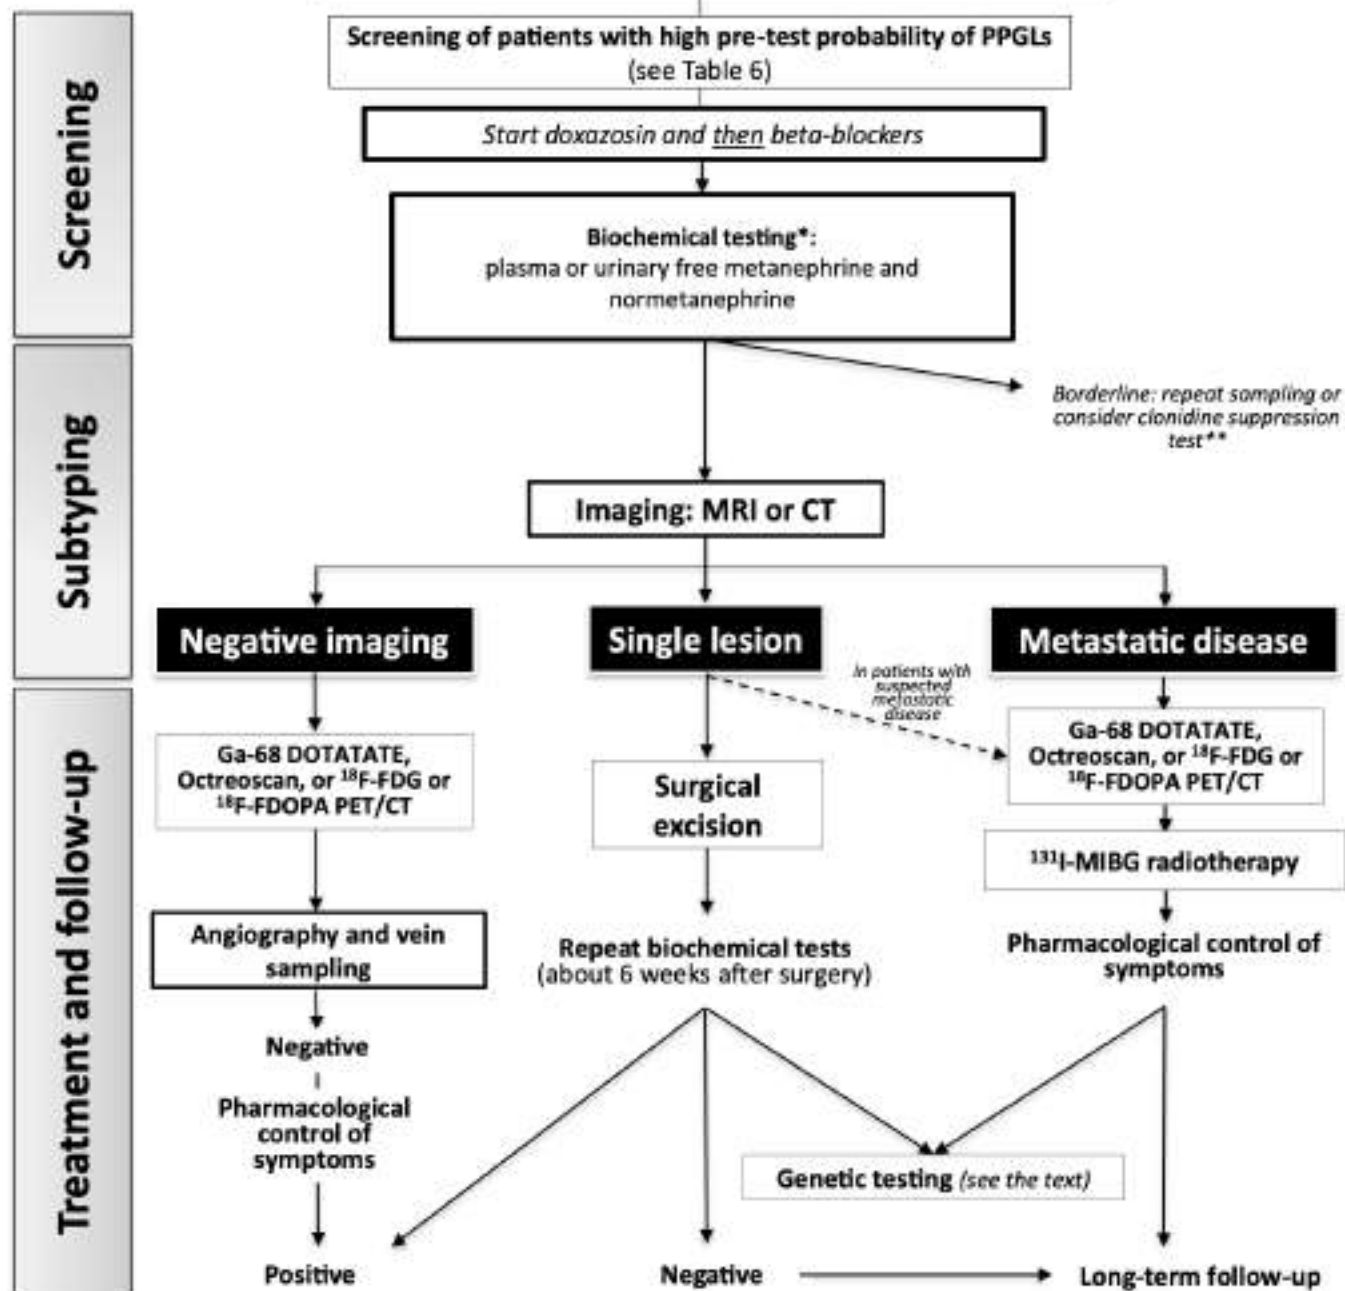 Screening
Screening of patients with high pre-test probability of PPGLs
(see Table 6)
Start doxazosin and then beta-blockers
Biochemical testing*:
plasma or urinary free metanephrine and
normetanephrine
Subtyping
Borderline: repeat sampling or
consider clonidine suppression
test**
Imaging: MRI or CT
Negative imaging
Single lesion
Metastatic disease
In patients with
suspected
metastatic
disease
Treatment and follow-up
Ga-68 DOTATATE,
Octreoscan, or ¹⁸F-FDG or
¹⁸F-FDOPA PET/CT
Angiography and vein
sampling
Negative
Pharmacological
control of
symptoms
Positive
Surgical
excision
Repeat biochemical tests
(about 6 weeks after surgery)
Negative
Ga-68 DOTATATE,
Octreoscan, or ¹⁸F-FDG or
¹⁸F-FDOPA PET/CT
¹³¹I-MIBG radiotherapy
Pharmacological control of
symptoms
Genetic testing (see the text)
Long-term follow-up